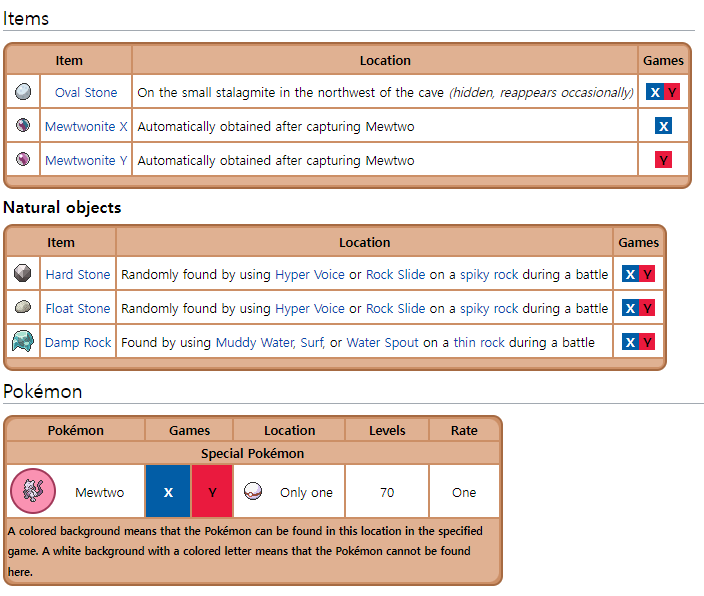 Items
Item Location Games
Oval Stone On the small stalagmite in the northwest of the cave (hidden, reappears occasionally) X Y
Mewtwonite X Automatically obtained after capturing Mewtwo X
Mewtwonite Y Automatically obtained after capturing Mewtwo Y
Natural objects
Item Location Games
Hard Stone Randomly found by using Hyper Voice or Rock Slide on a spiky rock during a battle X Y
Float Stone Randomly found by using Hyper Voice or Rock Slide on a spiky rock during a battle X Y
Damp Rock Found by using Muddy Water, Surf, or Water Spout on a thin rock during a battle X Y
Pokémon
Pokémon Games Location Levels Rate
Special Pokémon
Mewtwo X Y Only one 70 One
A colored background means that the Pokémon can be found in this location in the specified
game. A white background with a colored letter means that the Pokémon cannot be found
here.